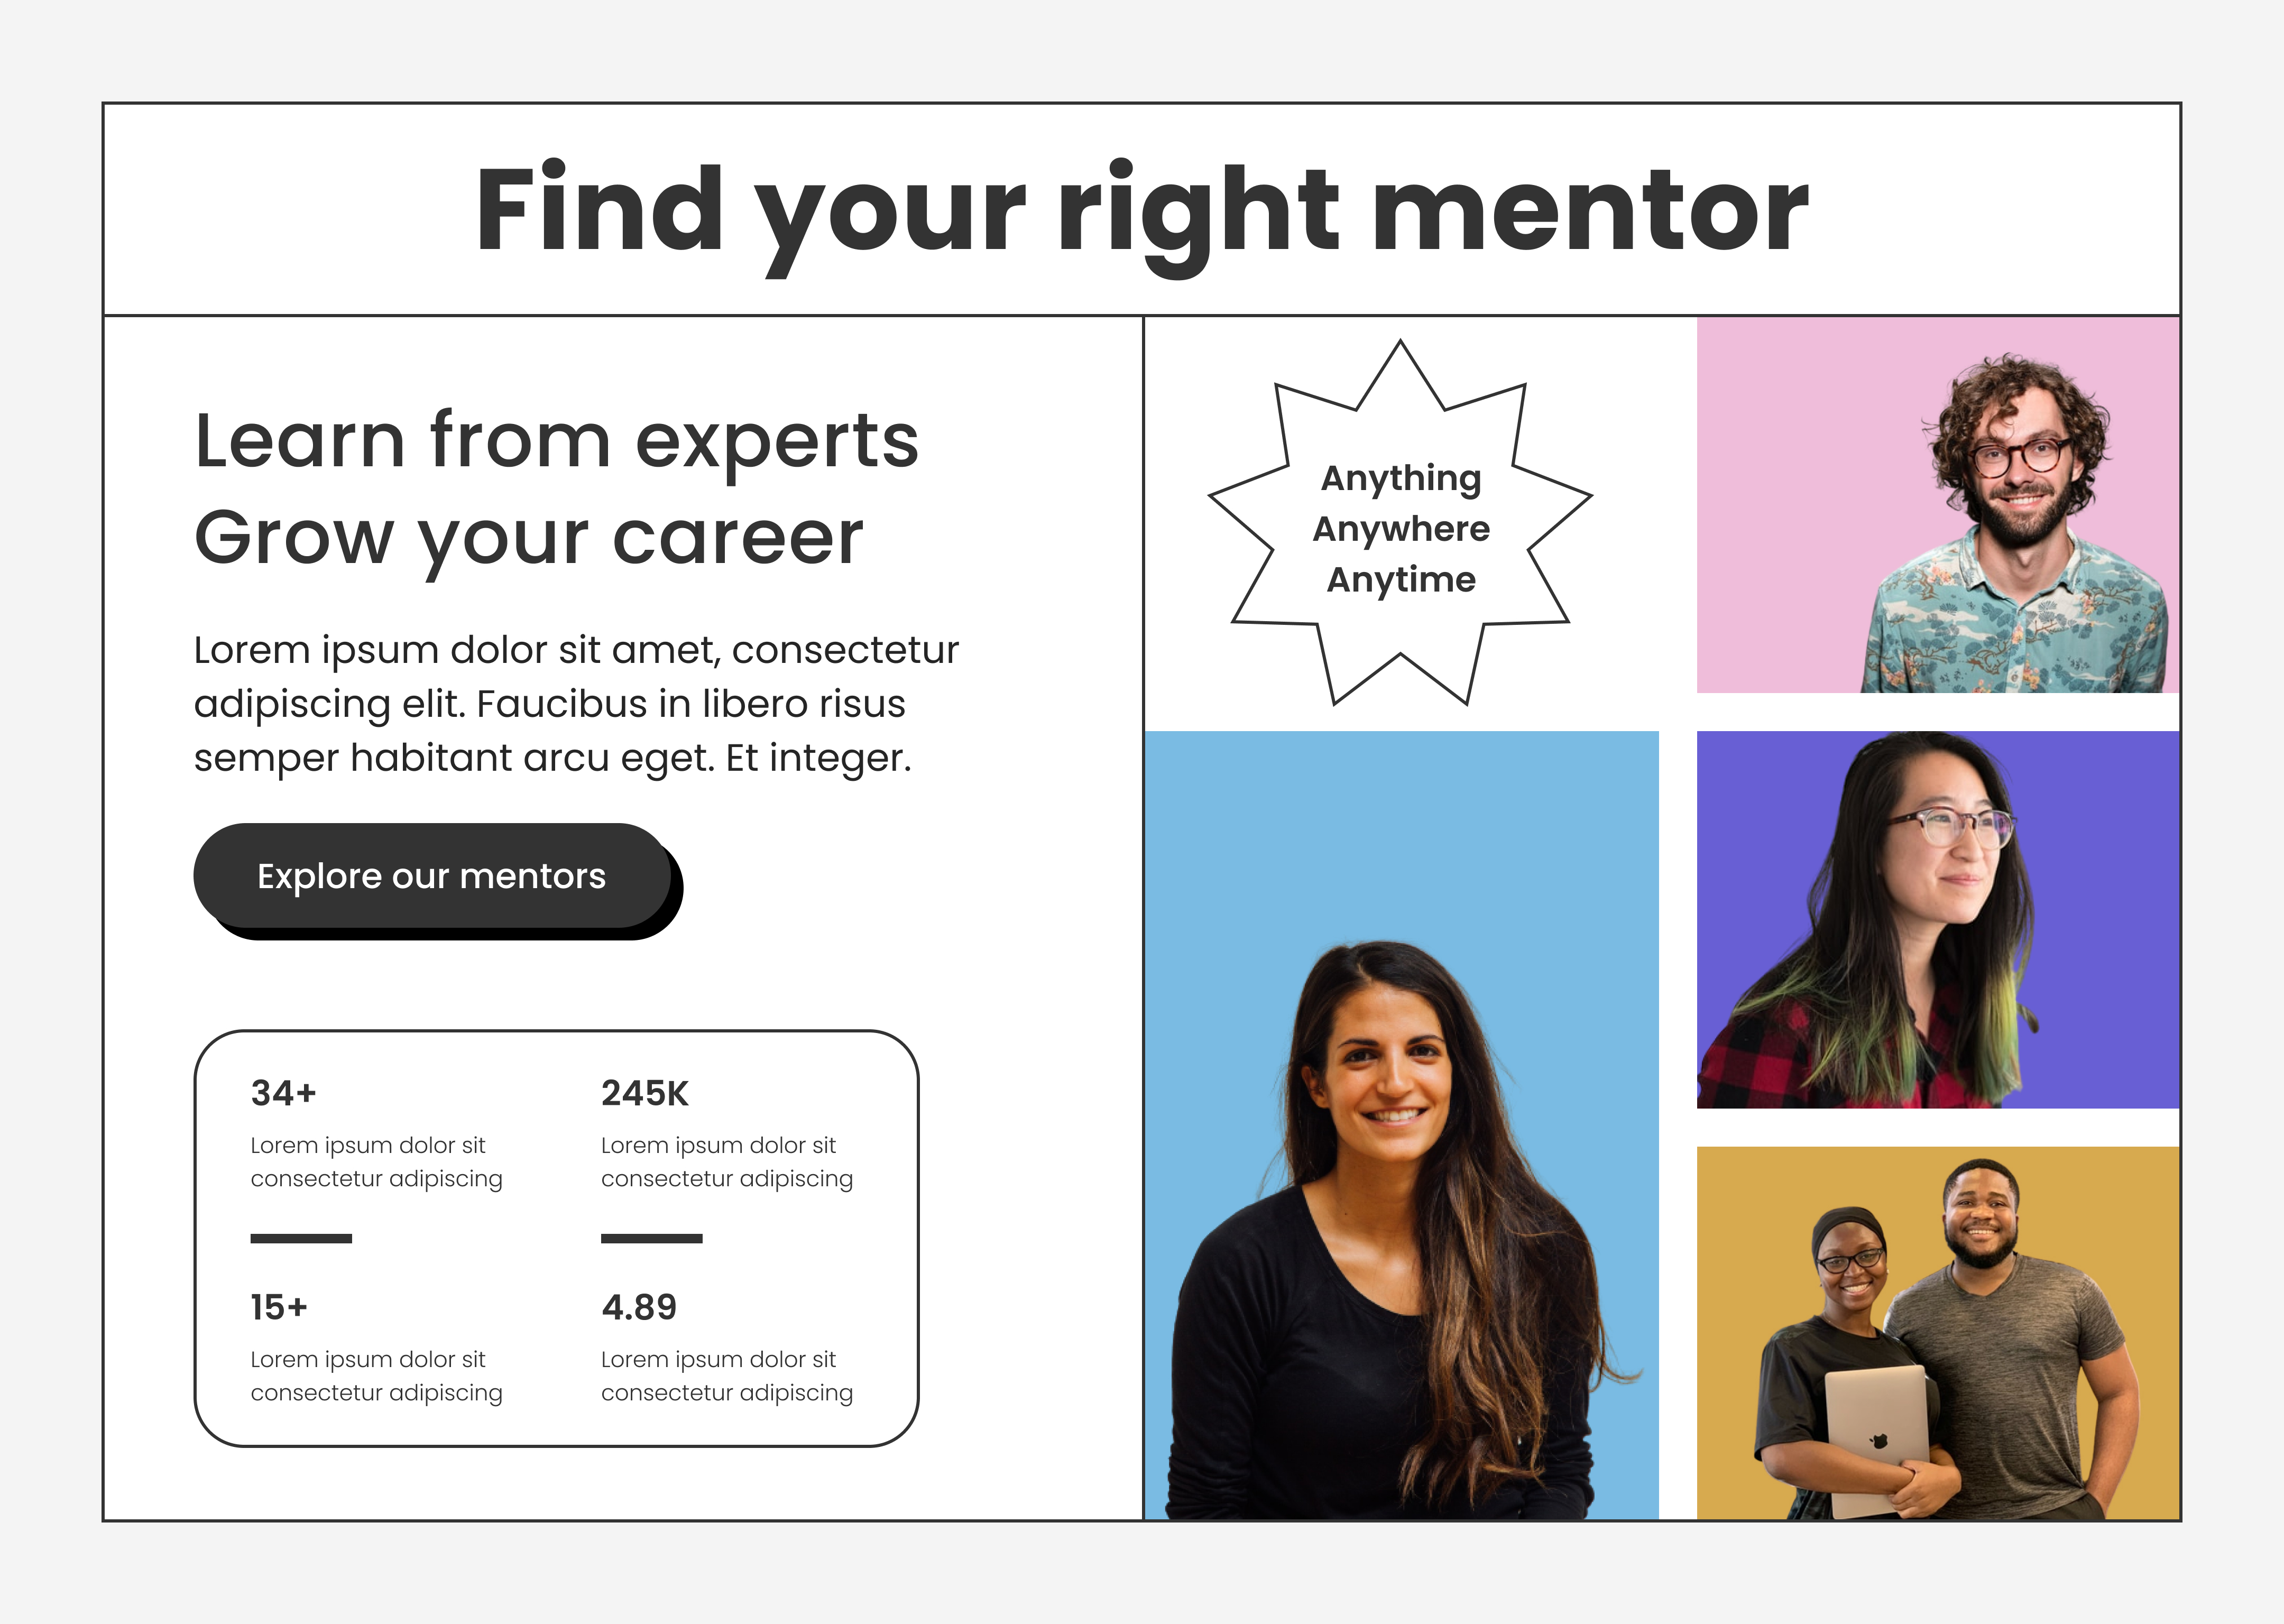 Find your right mentor
Learn from experts
Grow your career
Lorem ipsum dolor sit amet, consectetur
adipiscing elit. Faucibus in libero risus
semper habitant arcu eget. Et integer.
Explore our mentors
34+
Lorem ipsum dolor sit
consectetur adipiscing
245K
Lorem ipsum dolor sit
consectetur adipiscing
15+
Lorem ipsum dolor sit
consectetur adipiscing
4.89
Lorem ipsum dolor sit
consectetur adipiscing
Anything
Anywhere
Anytime